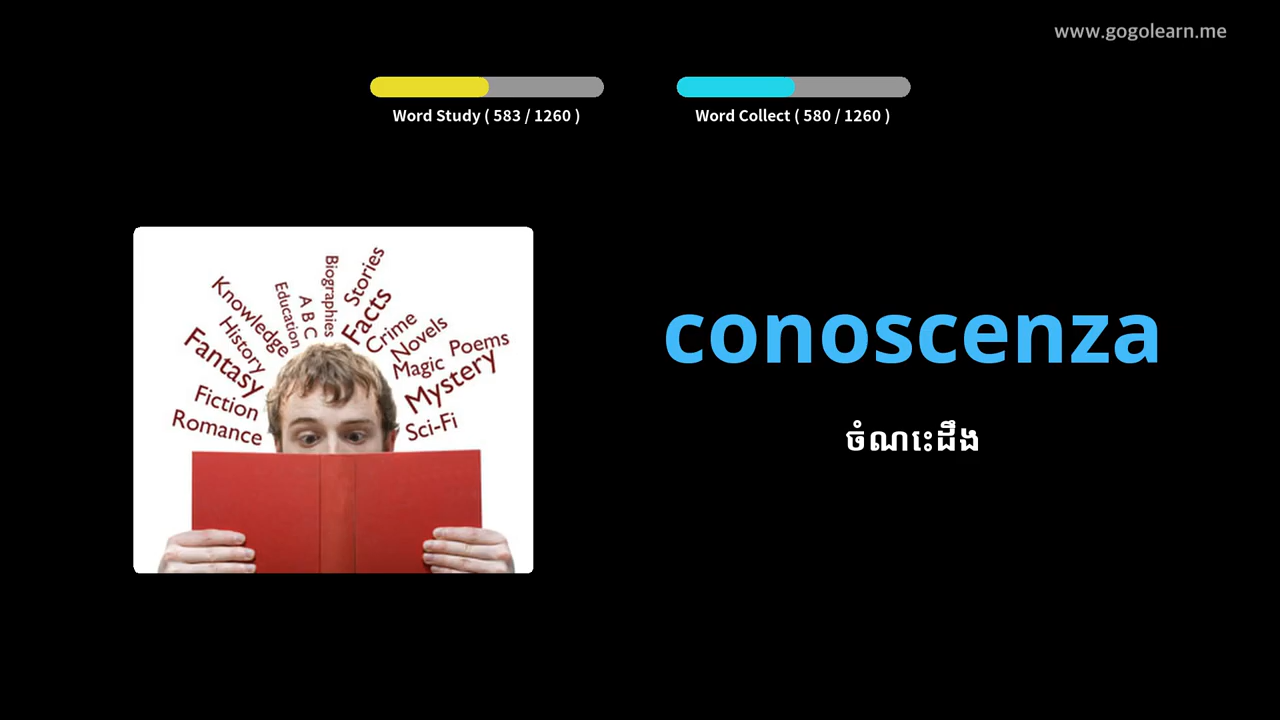 www.gogolearn.me
Word Study ( 583 / 1260 )
Word Collect ( 580 / 1260 )
Knowledge
Education
A B C
Biographies
Stories
Facts
Crime
Novels
Poems
Magic
Mystery
Sci-Fi
History
Fantasy
Fiction
Romance
conoscenza
ចំណេះដឹង